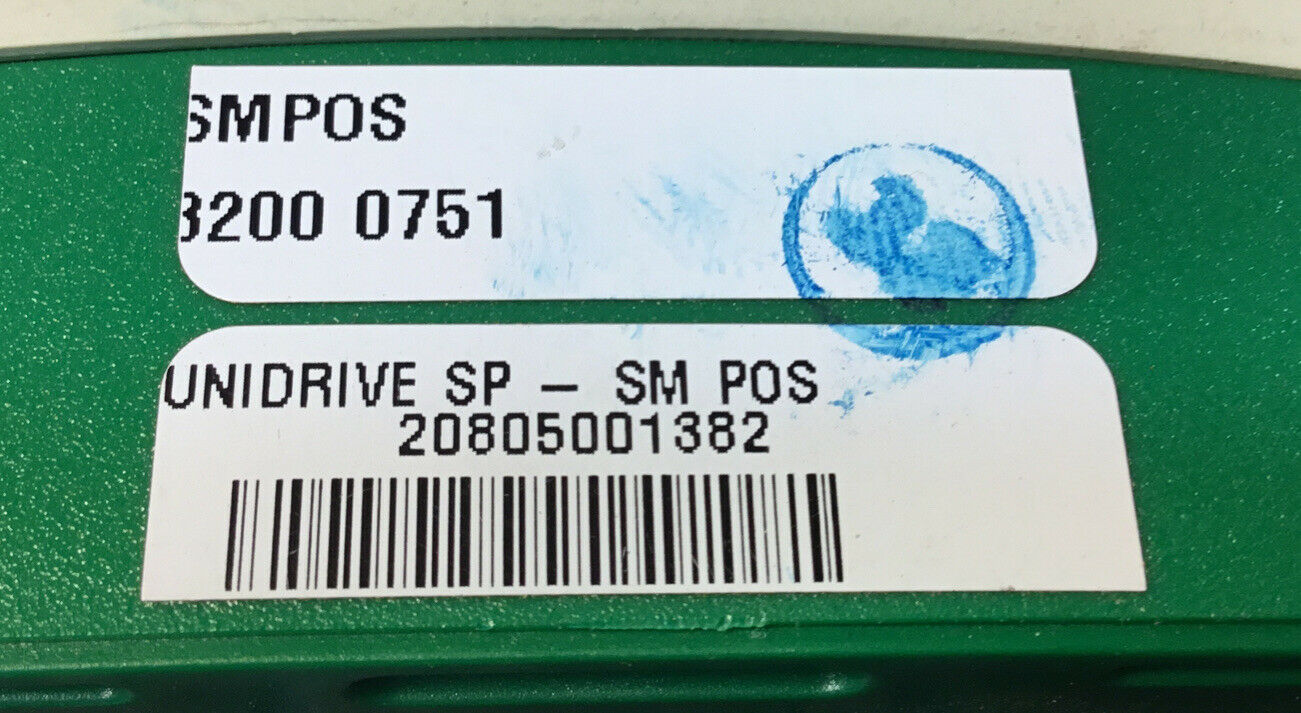 SMPOS
3200 0751
UNIDRIVE SP – SM POS
20805001382